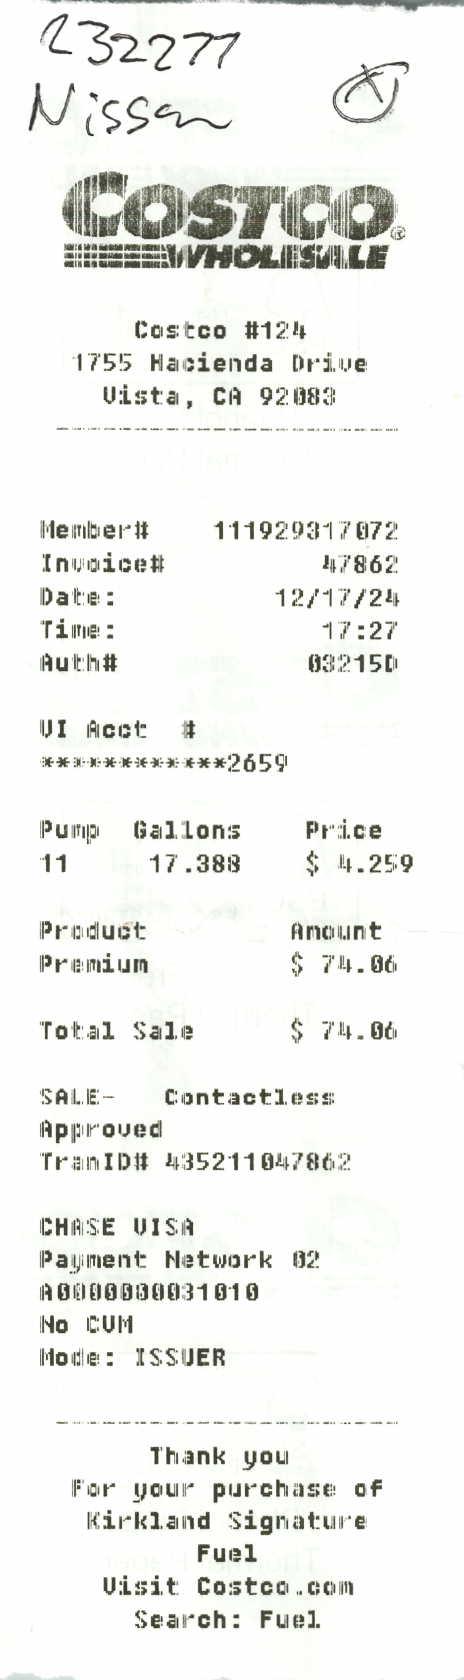 232277
Nissan
X
COSTCO
WHOLESALE
Costco #124
1755 Hacienda Drive
Vista, CA 92083
Member# 111929317072
Invoice# 47862
Date: 12/17/24
Time: 17:27
Auth# 03215D
VI Acct #
************2659
Pump Gallons Price
11 17.388 $ 4.259
Product Amount
Premium $ 74.06
Total Sale $ 74.06
SALE- Contactless
Approved
TranID# 435211047862
CHASE VISA
Payment Network 02
A0000000031010
No CVM
Mode: ISSUER
Thank you
For your purchase of
Kirkland Signature
Fuel
Visit Costco.com
Search: Fuel